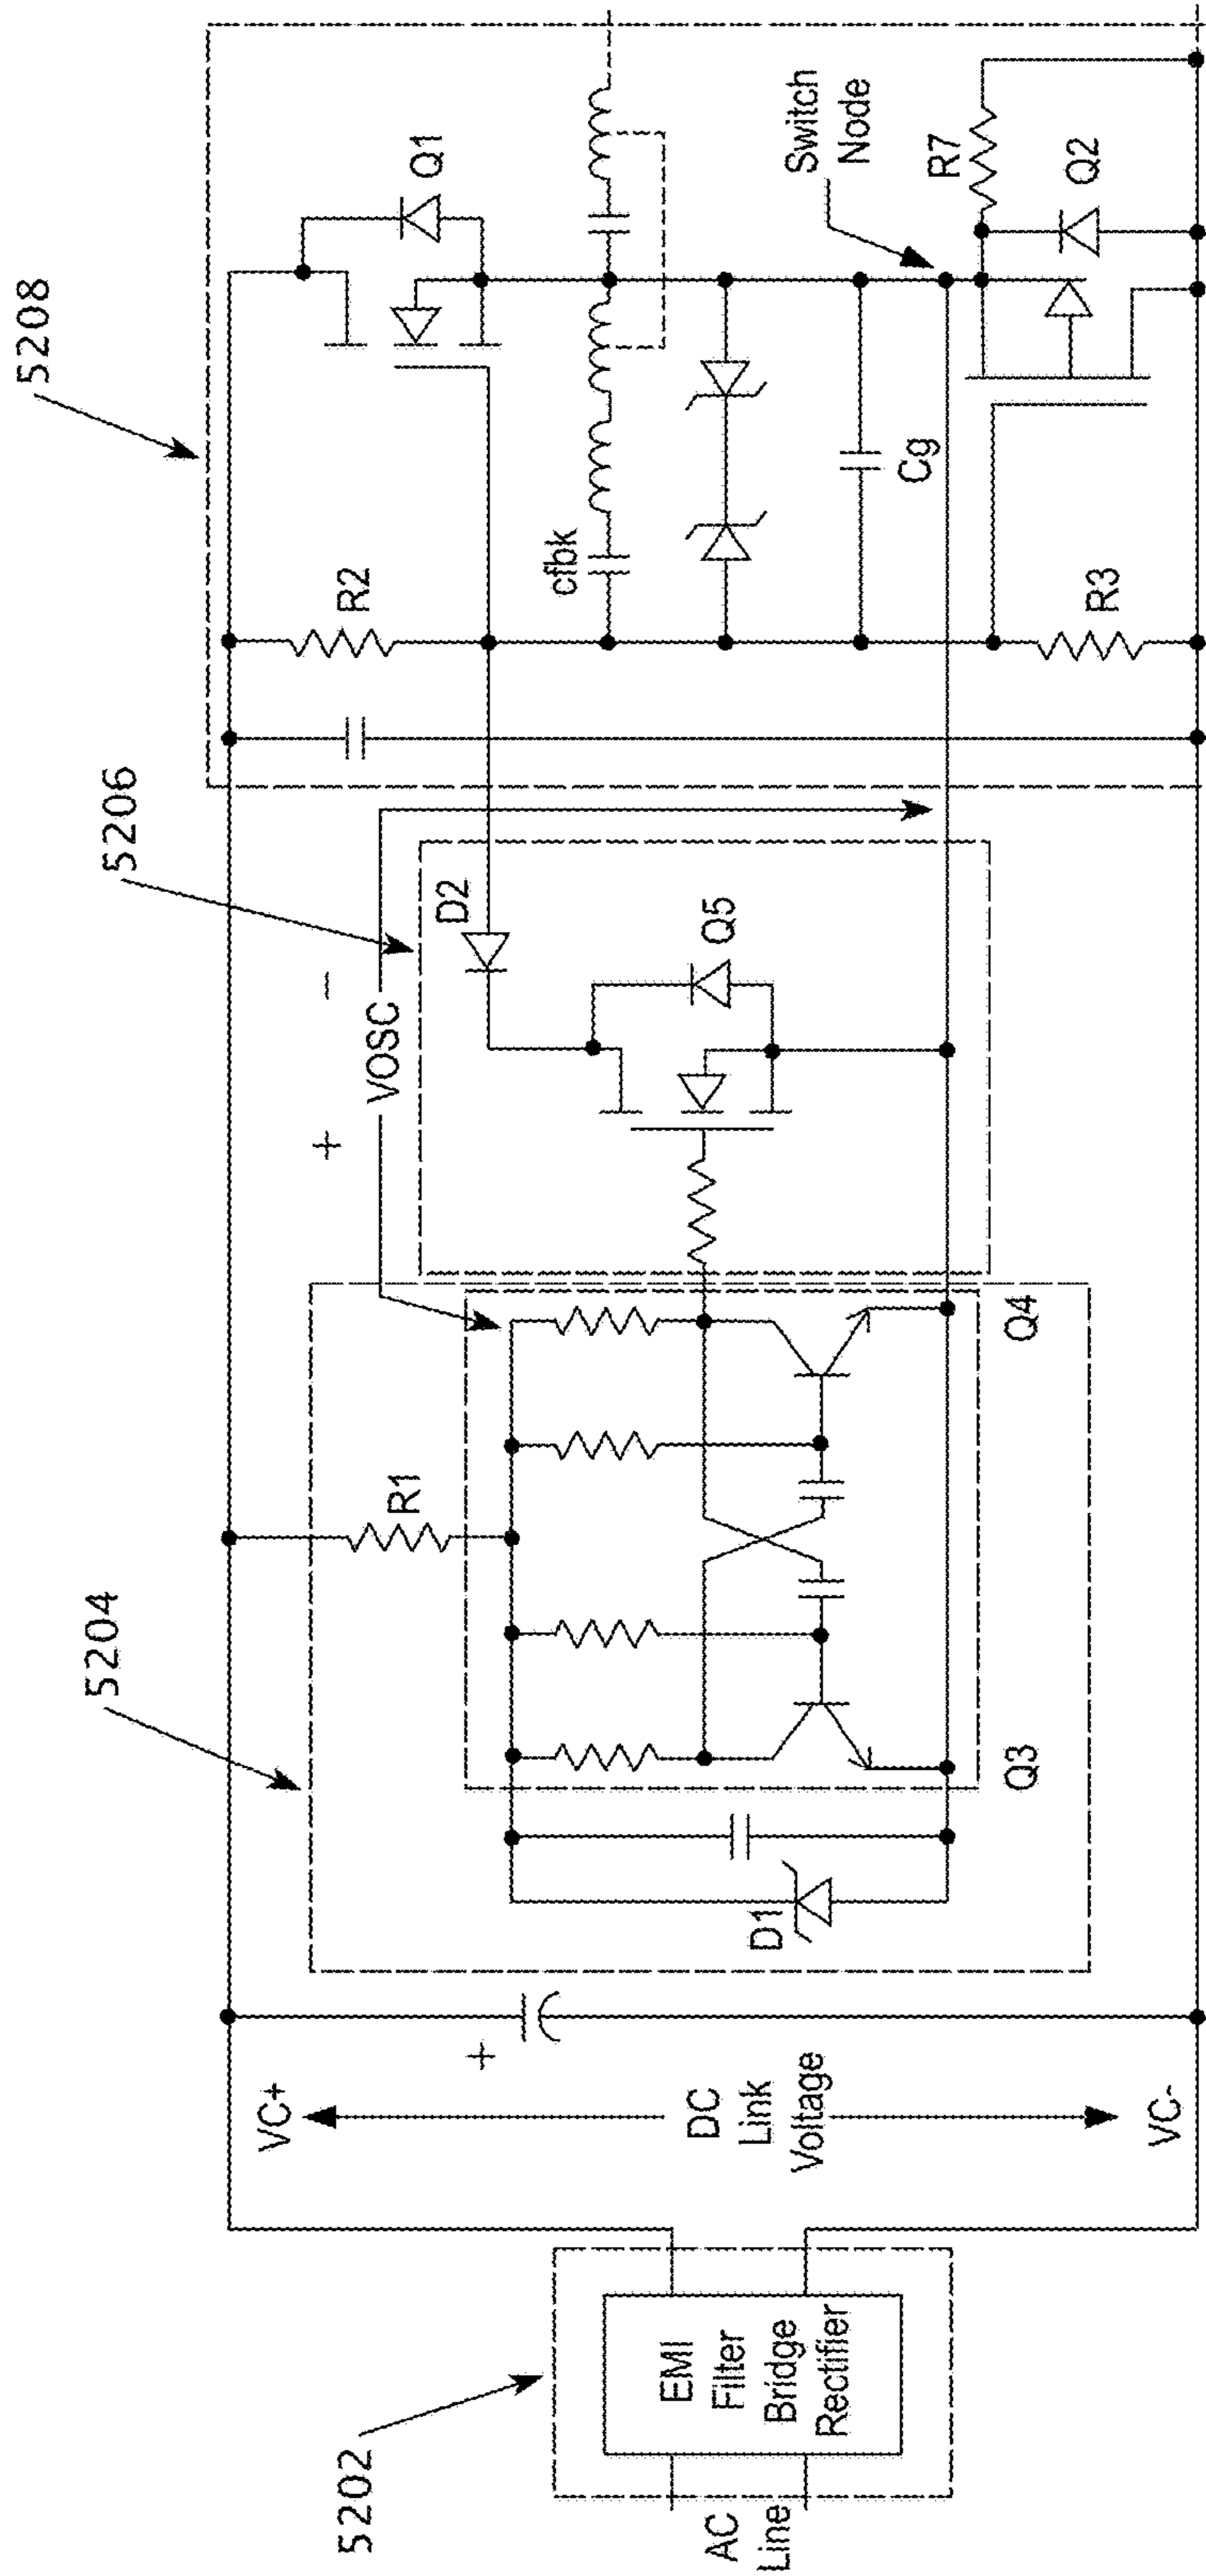 5202
AC
Line
EMI
Filter
Bridge
Rectifier
VC+
DC
Link
Voltage
VC-
+
5204
R1
D1
Q3
Q4
+ VOSC -
5206
D2
Q5
5208
R2
Q1
cfbk
Cg
Switch
Node
R7
R3
Q2